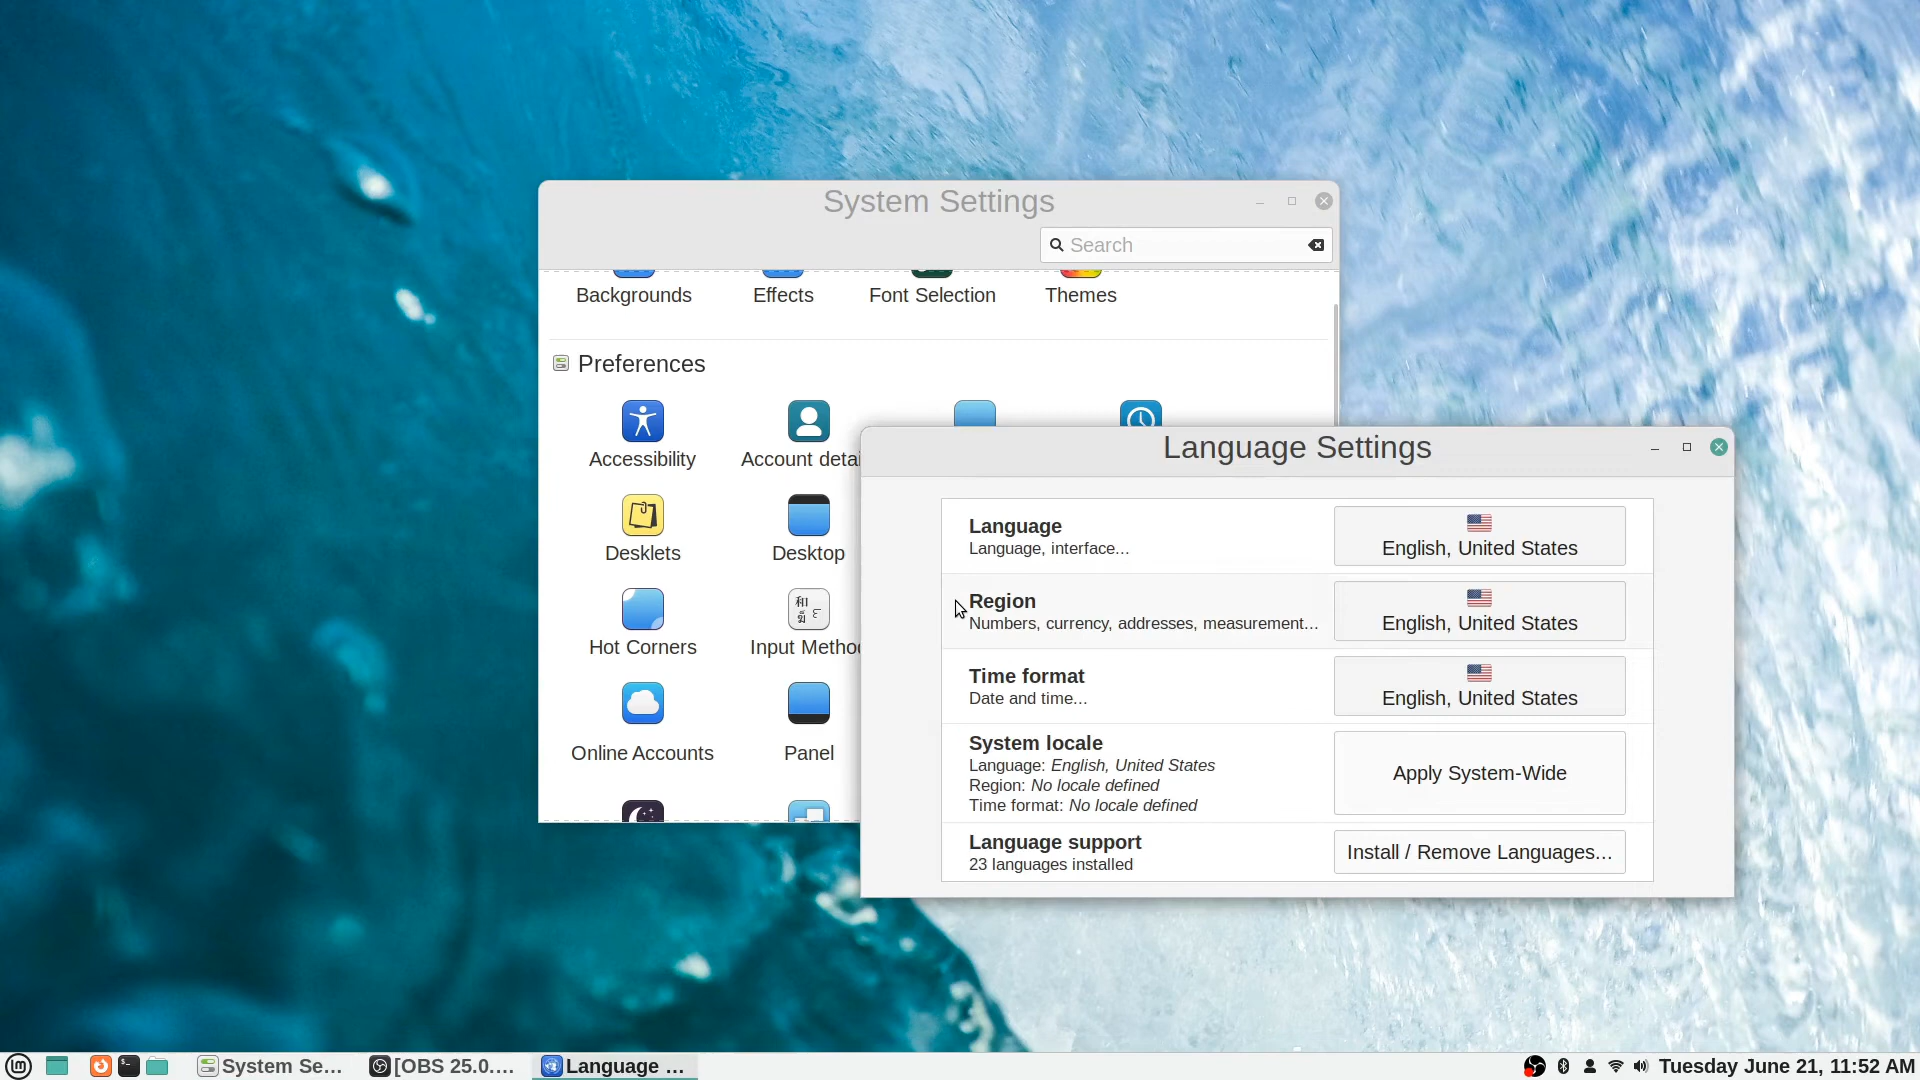 System Settings
Search
Backgrounds
Effects
Font Selection
Themes
Preferences
Accessibility
Desklets
Desktop
Hot Corners
Online Accounts
Panel
Language Settings
Language
Language, interface...
English, United States
Region
Numbers, currency, addresses, measurement...
English, United States
Time format
Date and time...
English, United States
System locale
Language: English, United States
Region: No locale defined
Time format: No locale defined
Apply System-Wide
Language support
23 languages installed
Install / Remove Languages...
System Se...
[OBS 25.0....
Language ...
Tuesday June 21, 11:52 AM